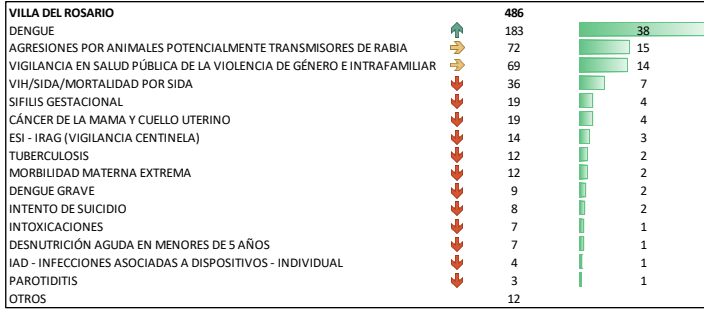 VILLA DEL ROSARIO 486
DENGUE 183 38
AGRESIONES POR ANIMALES POTENCIALMENTE TRANSMISORES DE RABIA 72 15
VIGILANCIA EN SALUD PÚBLICA DE LA VIOLENCIA DE GÉNERO E INTRAFAMILIAR 69 14
VIH/SIDA/MORTALIDAD POR SIDA 36 7
SIFILIS GESTACIONAL 19 4
CÁNCER DE LA MAMA Y CUELLO UTERINO 19 4
ESI - IRAG (VIGILANCIA CENTINELA) 14 3
TUBERCULOSIS 12 2
MORBILIDAD MATERNA EXTREMA 12 2
DENGUE GRAVE 9 2
INTENTO DE SUICIDIO 8 2
INTOXICACIONES 7 1
DESNUTRICIÓN AGUDA EN MENORES DE 5 AÑOS 7 1
IAD - INFECCIONES ASOCIADAS A DISPOSITIVOS - INDIVIDUAL 4 1
PAROTIDITIS 3 1
OTROS 12